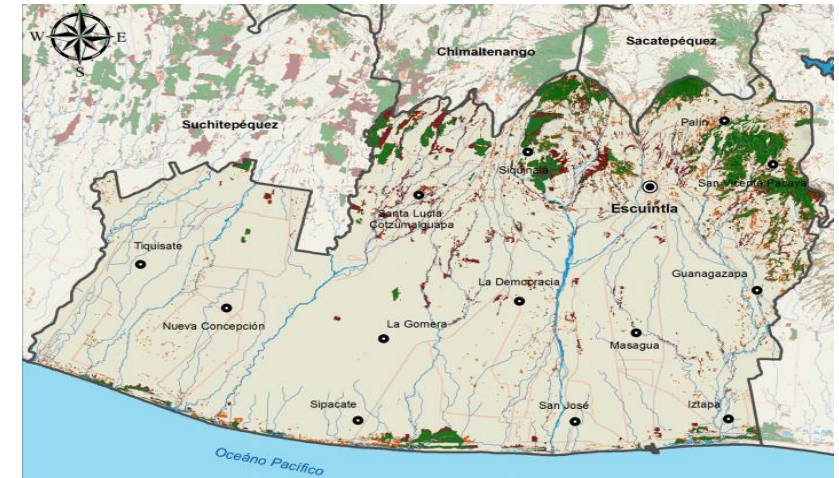 N
W
E
S
Chimaltenango
Sacatepéquez
Suchitepéquez
Palín
Siquinalá
San Vicente Pacaya
Santa Lucía
Cotzumalguapa
Escuintla
Tiquisate
Guanagazapa
La Democracia
Nueva Concepción
La Gomera
Masagua
Sipacate
San José
Iztapa
Oceáno Pacífico